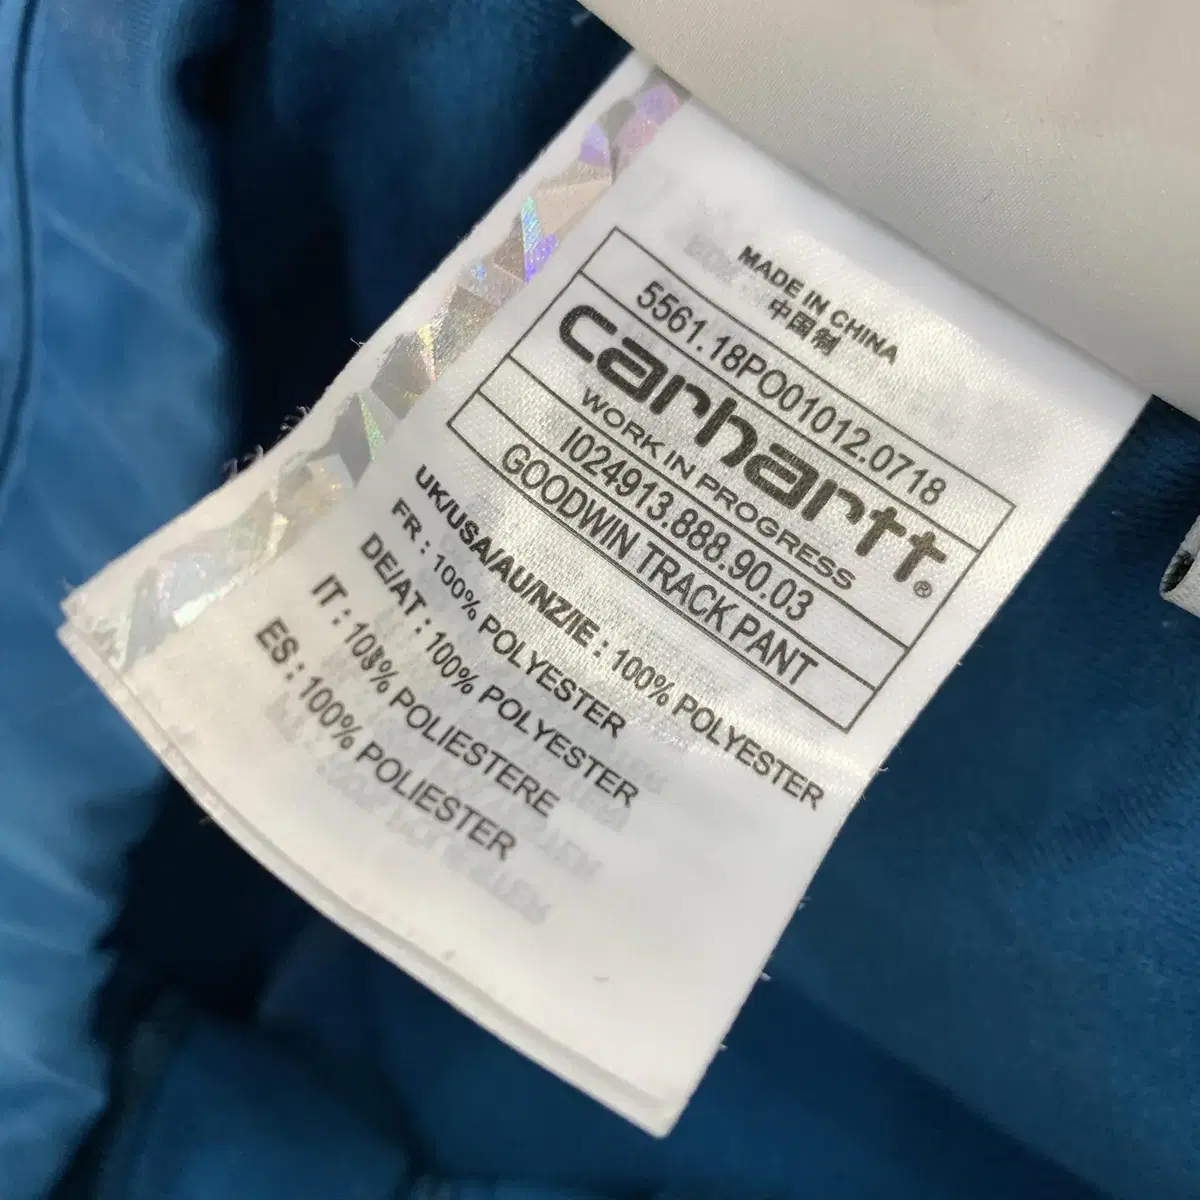 MADE IN CHINA
中国制
5561.18PO01012.0718
carhartt®
WORK IN PROGRESS
I024913.888.90.03
GOODWIN TRACK PANT
UK/USA/AU/NZ/IE : 100% POLYESTER
FR : 100% POLYESTER
DE/AT : 100% POLYESTER
IT : 100% POLIESTERE
ES : 100% POLIESTER